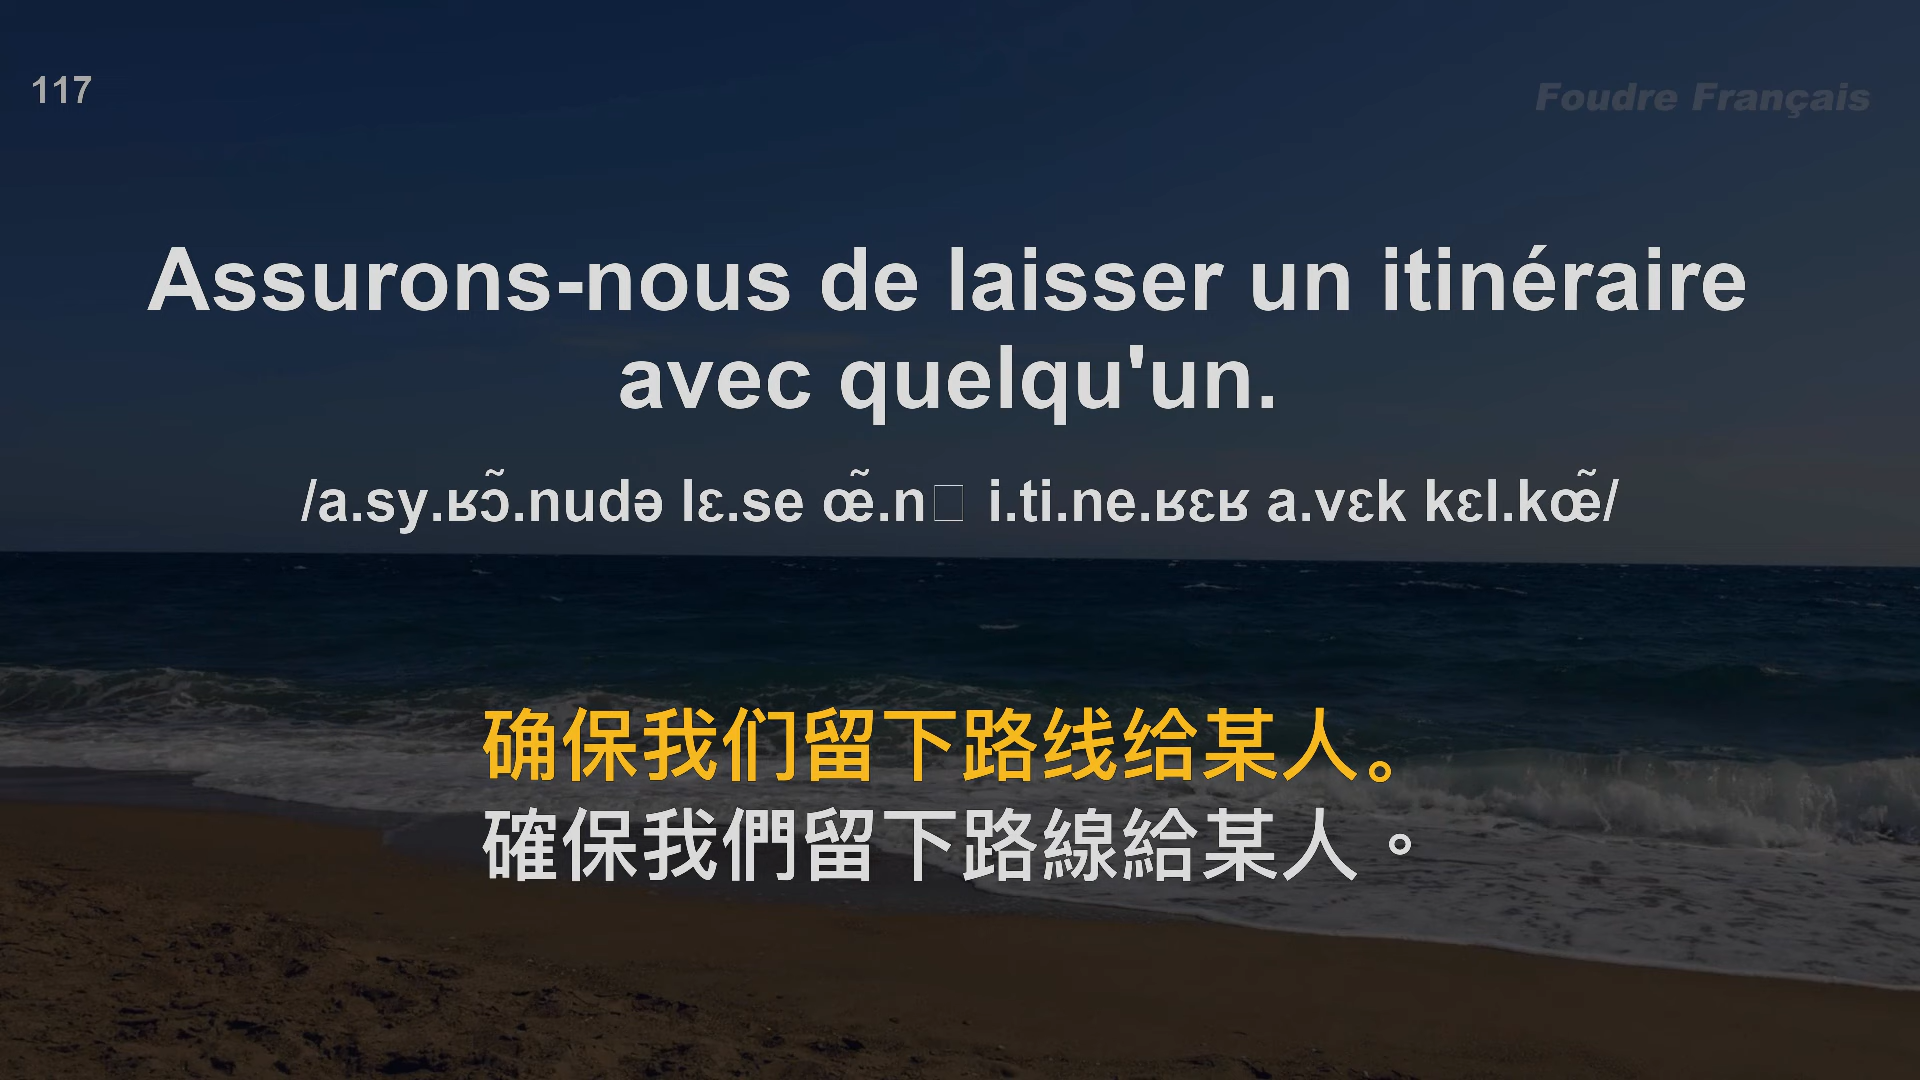 117
Foudre Français
Assurons-nous de laisser un itinéraire
avec quelqu'un.
/a.sy.ʁɔ̃.nudə lɛ.se œ̃.n□ i.ti.ne.ʁɛʁ a.vɛk kɛl.kœ̃/
确保我们留下路线给某人。
確保我們留下路線給某人。